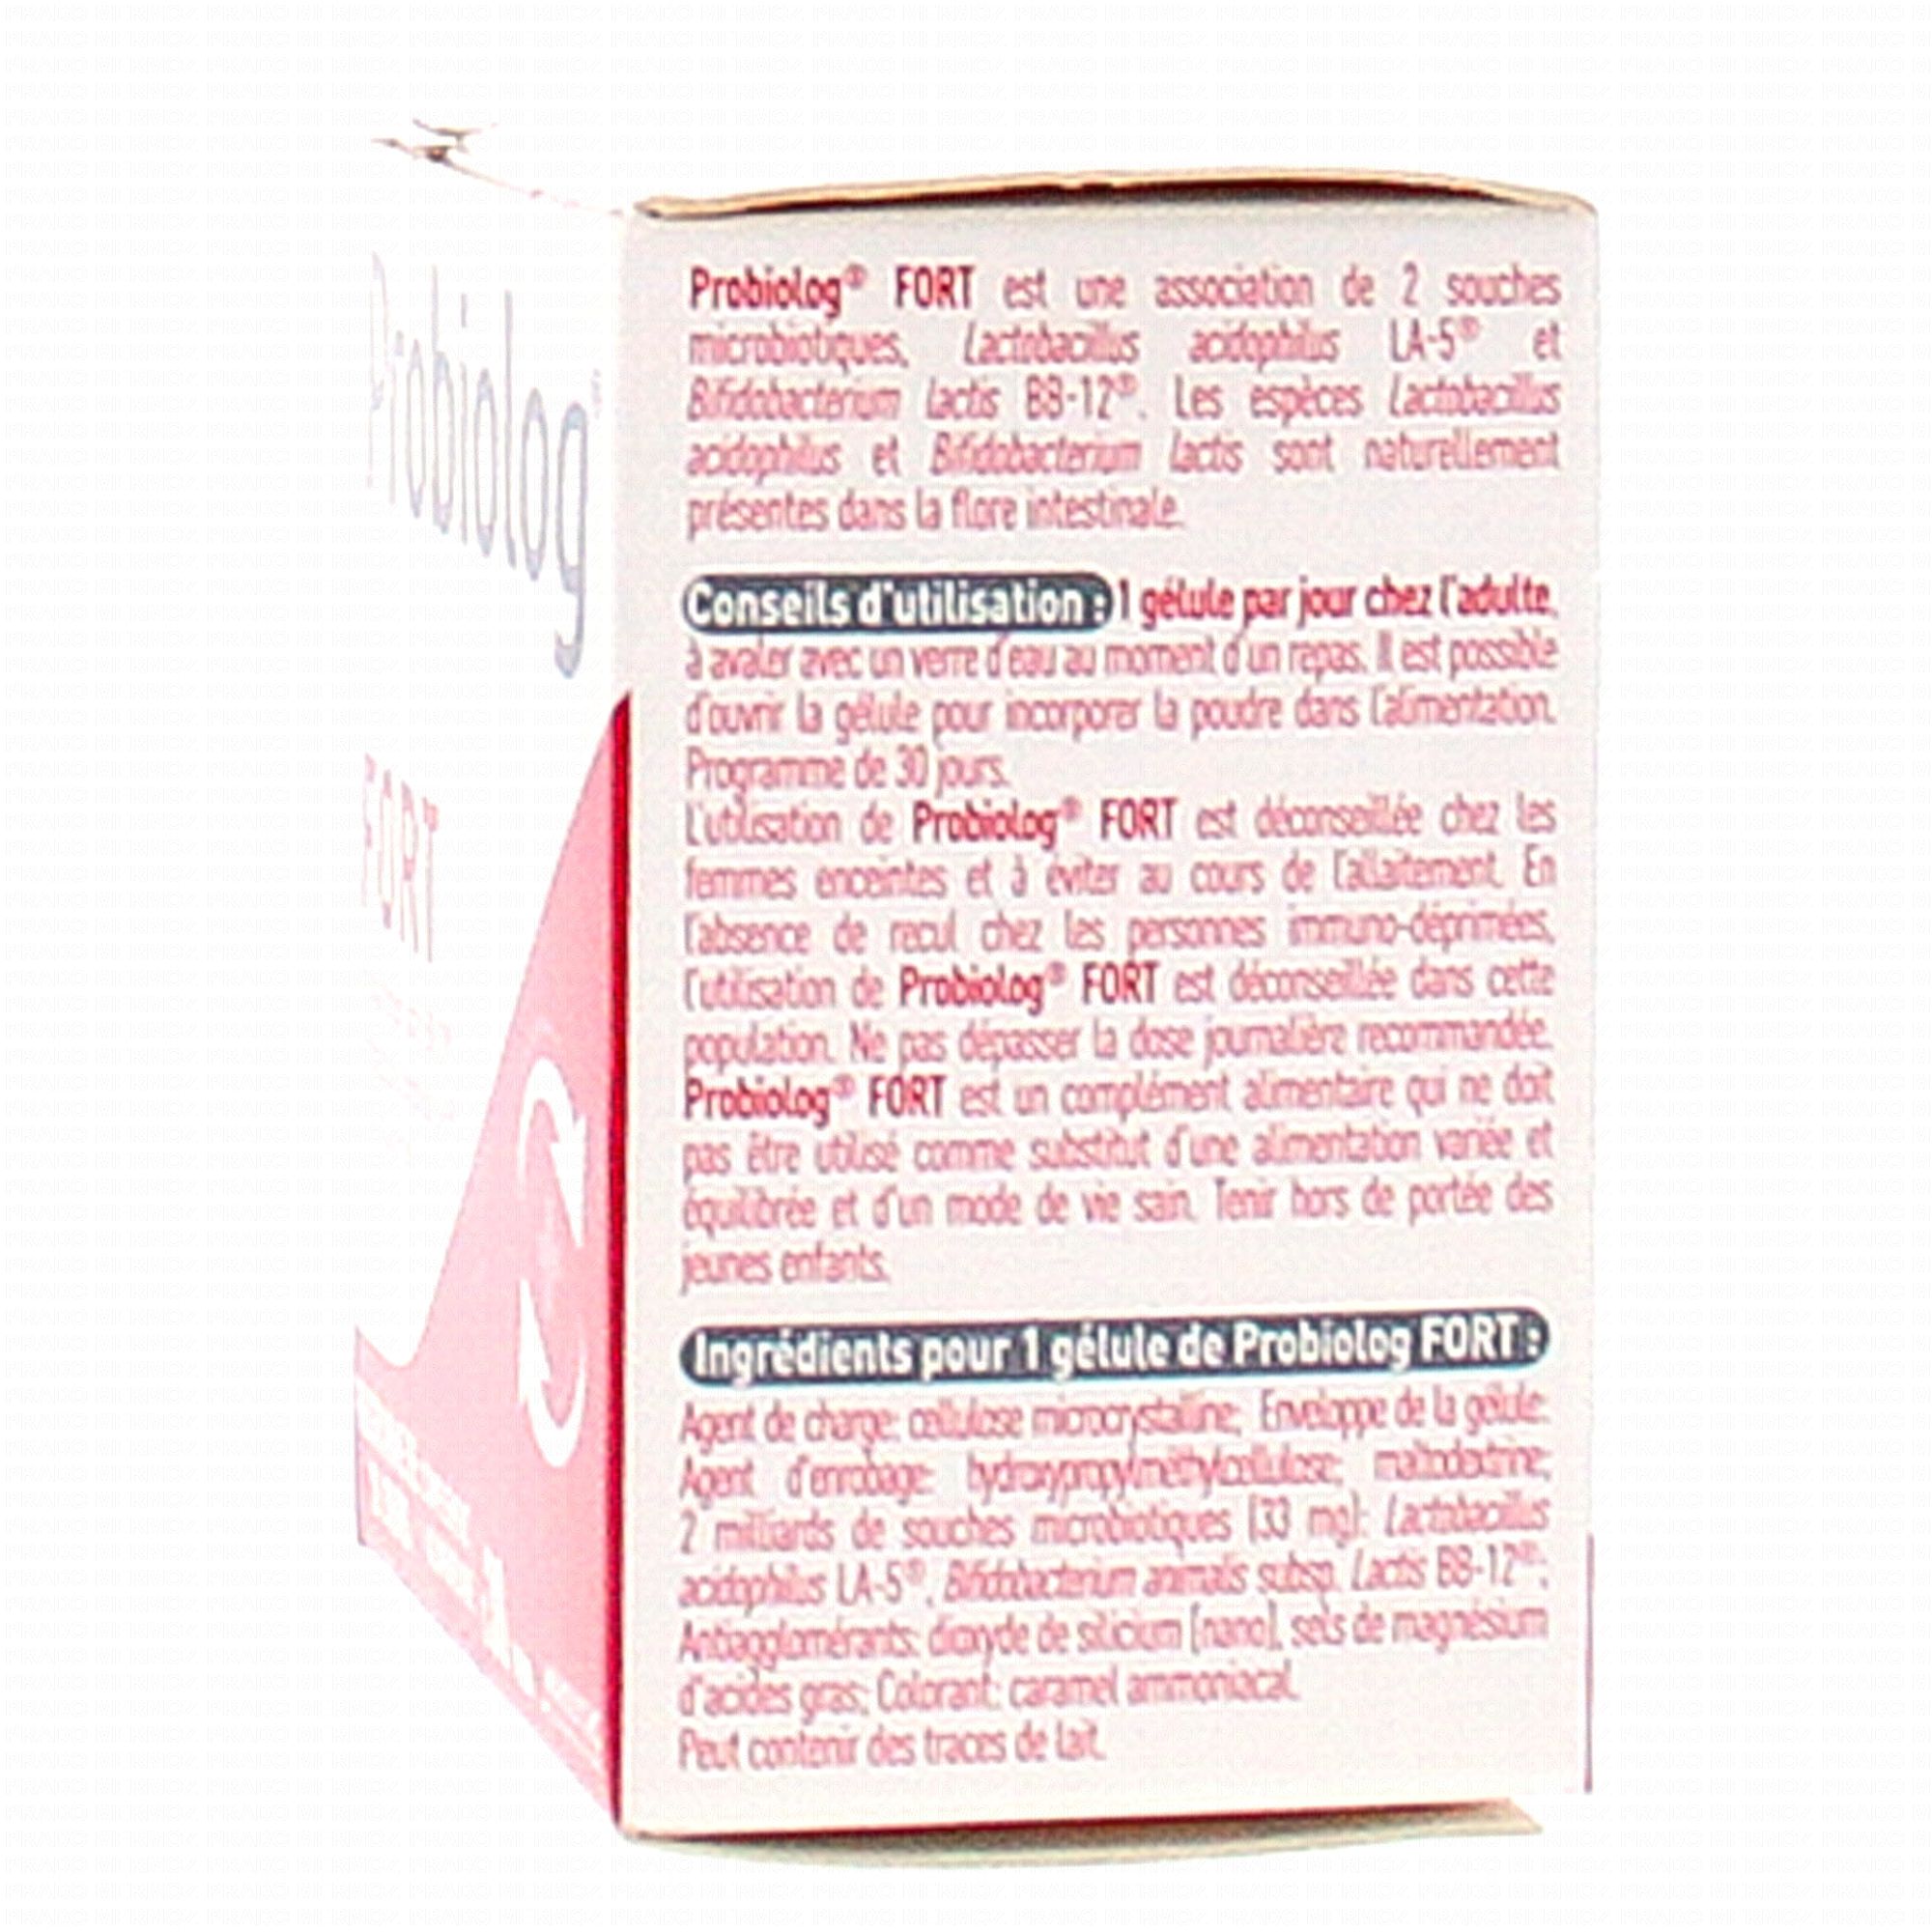 Probiolog® FORT est une association de 2 souches
microbiotiques, Lactobacillus acidophilus LA-5® et
Bifidobacterium lactis BB-12®. Les espèces Lactobacillus
acidophilus et Bifidobacterium lactis sont naturellement
présentes dans la flore intestinale.
Conseils d'utilisation : 1 gélule par jour chez l'adulte,
à avaler avec un verre d'eau au moment d'un repas. Il est possible
d'ouvrir la gélule pour incorporer la poudre dans l'alimentation.
Programme de 30 jours.
L'utilisation de Probiolog® FORT est déconseillée chez les
femmes enceintes et à éviter au cours de l'allaitement. En
l'absence de recul chez les personnes immuno-déprimées,
l'utilisation de Probiolog® FORT est déconseillée dans cette
population. Ne pas dépasser la dose journalière recommandée.
Probiolog® FORT est un complément alimentaire qui ne doit
pas être utilisé comme substitut d'une alimentation variée et
équilibrée et d'un mode de vie sain. Tenir hors de portée des
jeunes enfants.
Ingrédients pour 1 gélule de Probiolog FORT :
Agent de charge: cellulose microcrystalline; Enveloppe de la gélule:
Agent d'enrobage: hydroxypropylméthylcellulose; maltodextrine;
2 milliards de souches microbiotiques (33 mg): Lactobacillus
acidophilus LA-5®, Bifidobacterium animalis subsp. Lactis BB-12®;
Antiagglomérants: dioxyde de silicium (nano), sels de magnésium
d'acides gras; Colorant: caramel ammoniacal.
Peut contenir des traces de lait.
Probiolog
FORT